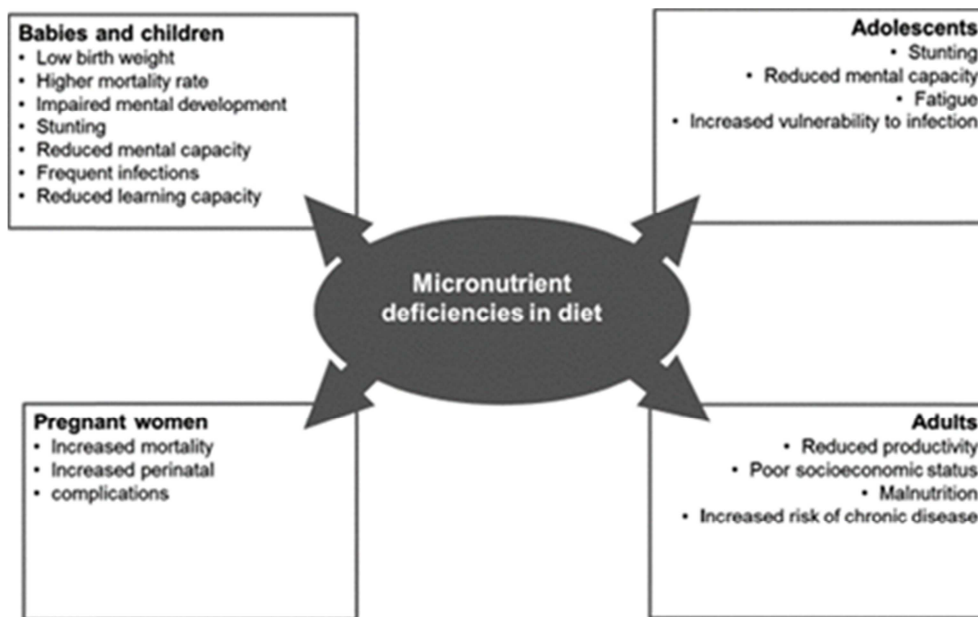 Babies and children
• Low birth weight
• Higher mortality rate
• Impaired mental development
• Stunting
• Reduced mental capacity
• Frequent infections
• Reduced learning capacity
Adolescents
• Stunting
• Reduced mental capacity
• Fatigue
• Increased vulnerability to infection
Micronutrient
deficiencies in diet
Pregnant women
• Increased mortality
• Increased perinatal
• complications
Adults
• Reduced productivity
• Poor socioeconomic status
• Malnutrition
• Increased risk of chronic disease